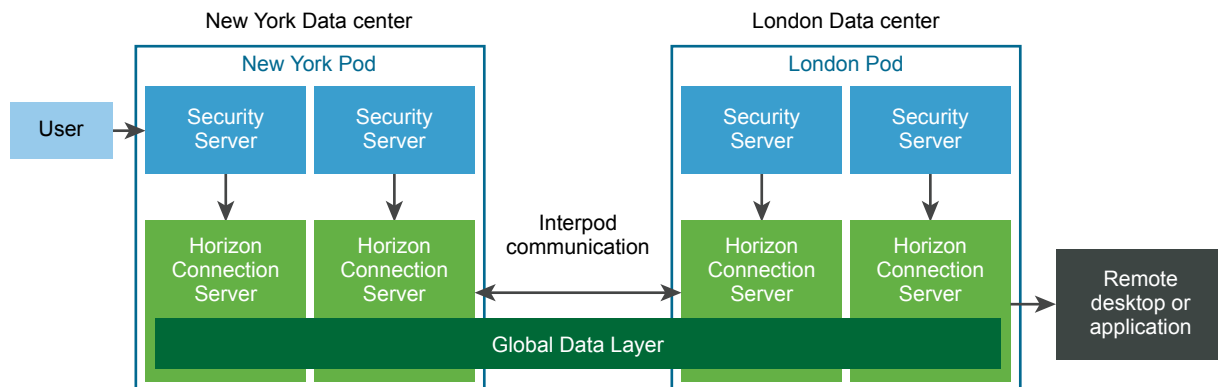 New York Data center
London Data center
New York Pod
London Pod
User
Security
Server
Security
Server
Security
Server
Security
Server
Interpod
communication
Horizon
Connection
Server
Horizon
Connection
Server
Horizon
Connection
Server
Horizon
Connection
Server
Remote
desktop or
application
Global Data Layer